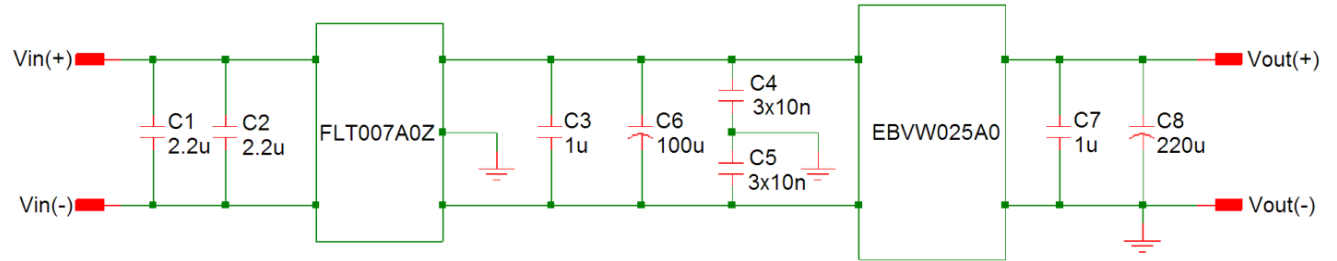 Vin(+)
Vin(-)
C1
2.2u
C2
2.2u
FLT007A0Z
C3
1u
C6
100u
C4
3x10n
C5
3x10n
EBVW025A0
C7
1u
C8
220u
Vout(+)
Vout(-)